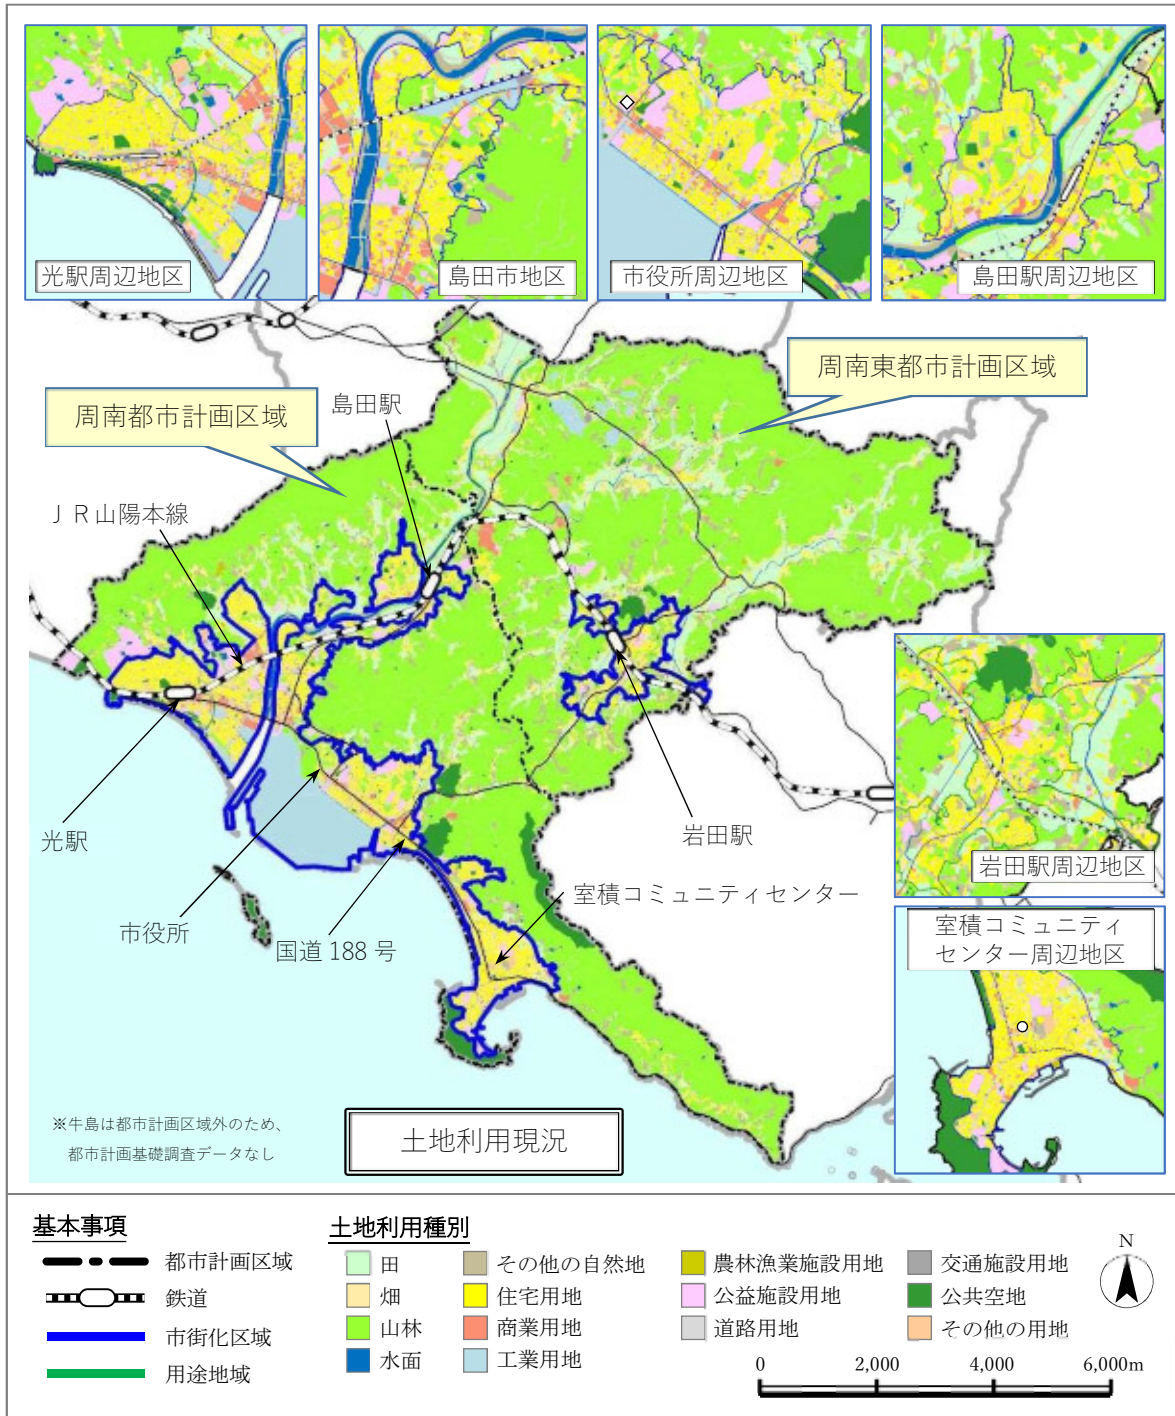 光駅周辺地区
島田市地区
市役所周辺地区
島田駅周辺地区
周南東都市計画区域
周南都市計画区域
島田駅
JR山陽本線
光駅
岩田駅
市役所
国道188号
室積コミュニティセンター
岩田駅周辺地区
室積コミュニティ
センター周辺地区
※牛島は都市計画区域外のため、
都市計画基礎調査データなし
土地利用現況
基本事項
都市計画区域
鉄道
市街化区域
用途地域
土地利用種別
田
畑
山林
水面
その他の自然地
住宅用地
商業用地
工業用地
農林漁業施設用地
公益施設用地
道路用地
交通施設用地
公共空地
その他の用地
N
0 2,000 4,000 6,000m